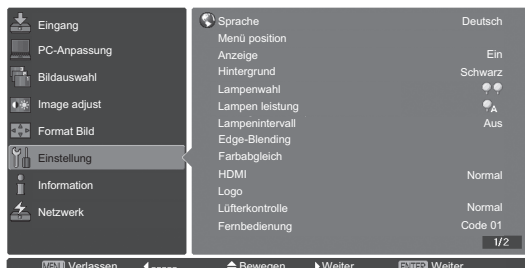 Eingang
PC-Anpassung
Bildauswahl
Image adjust
Format Bild
Einstellung
Information
Netzwerk
Sprache Deutsch
Menü position
Anzeige Ein
Hintergrund Schwarz
Lampenwahl
Lampen leistung A
Lampenintervall Aus
Edge-Blending
Farbabgleich
HDMI Normal
Logo
Lüfterkontrolle Normal
Fernbedienung Code 01
1/2
MENU Verlassen ----- Bewegen Weiter ENTER Weiter